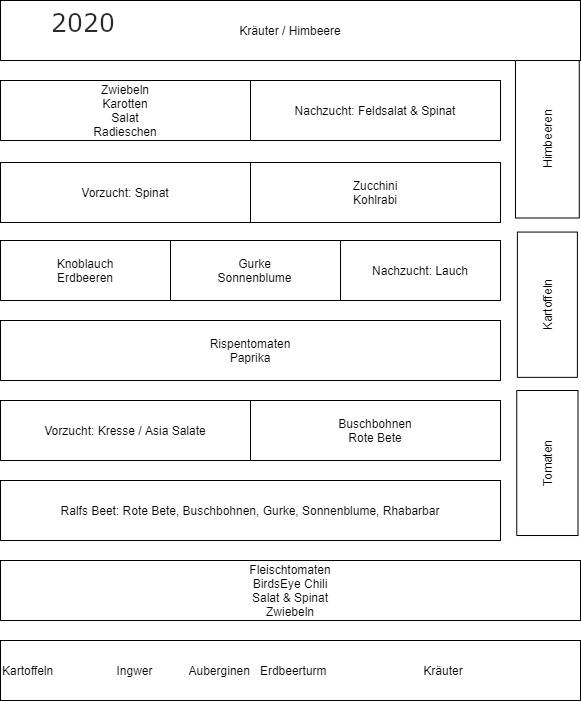 2020
Kräuter / Himbeere
Zwiebeln
Karotten
Salat
Radieschen
Nachzucht: Feldsalat & Spinat
Himbeeren
Vorzucht: Spinat
Zucchini
Kohlrabi
Knoblauch
Erdbeeren
Gurke
Sonnenblume
Nachzucht: Lauch
Kartoffeln
Rispentomaten
Paprika
Vorzucht: Kresse / Asia Salate
Buschbohnen
Rote Bete
Tomaten
Ralfs Beet: Rote Bete, Buschbohnen, Gurke, Sonnenblume, Rhabarbar
Fleischtomaten
BirdsEye Chili
Salat & Spinat
Zwiebeln
Kartoffeln Ingwer Auberginen Erdbeerturm Kräuter